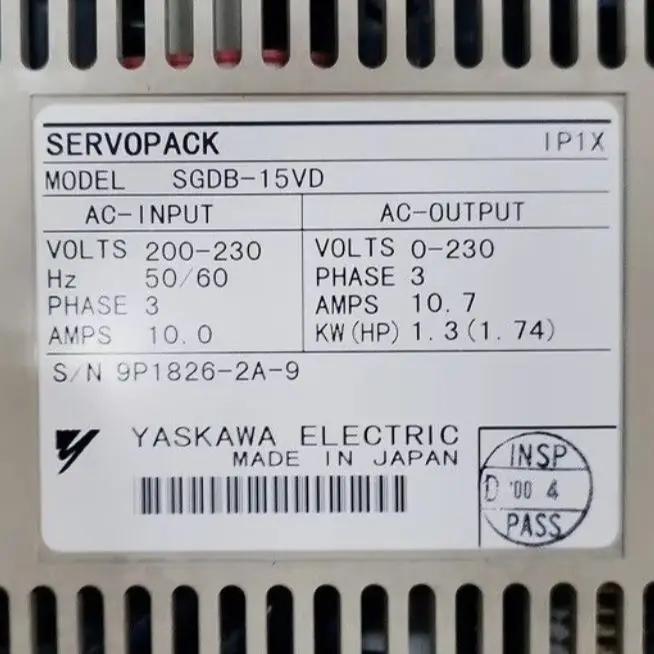 SERVOPACK IP1X
MODEL SGDB-15VD
AC-INPUT AC-OUTPUT
VOLTS 200-230 VOLTS 0-230
Hz 50/60 PHASE 3
PHASE 3 AMPS 10.7
AMPS 10.0 KW(HP) 1.3(1.74)
S/N 9P1826-2A-9
YASKAWA ELECTRIC
MADE IN JAPAN
INSP
D '00 4
PASS